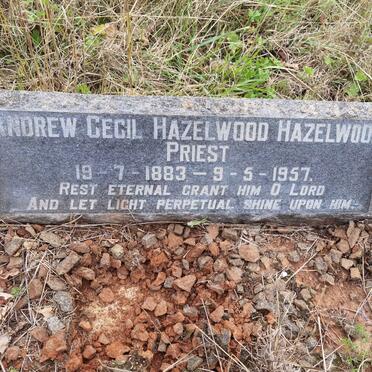 ANDREW CECIL HAZELWOOD HAZELWOO
PRIEST
19-7-1883-9-5-1957.
REST ETERNAL GRANT HIM O LORD
AND LET LIGHT PERPETUAL SHINE UPON HIM.